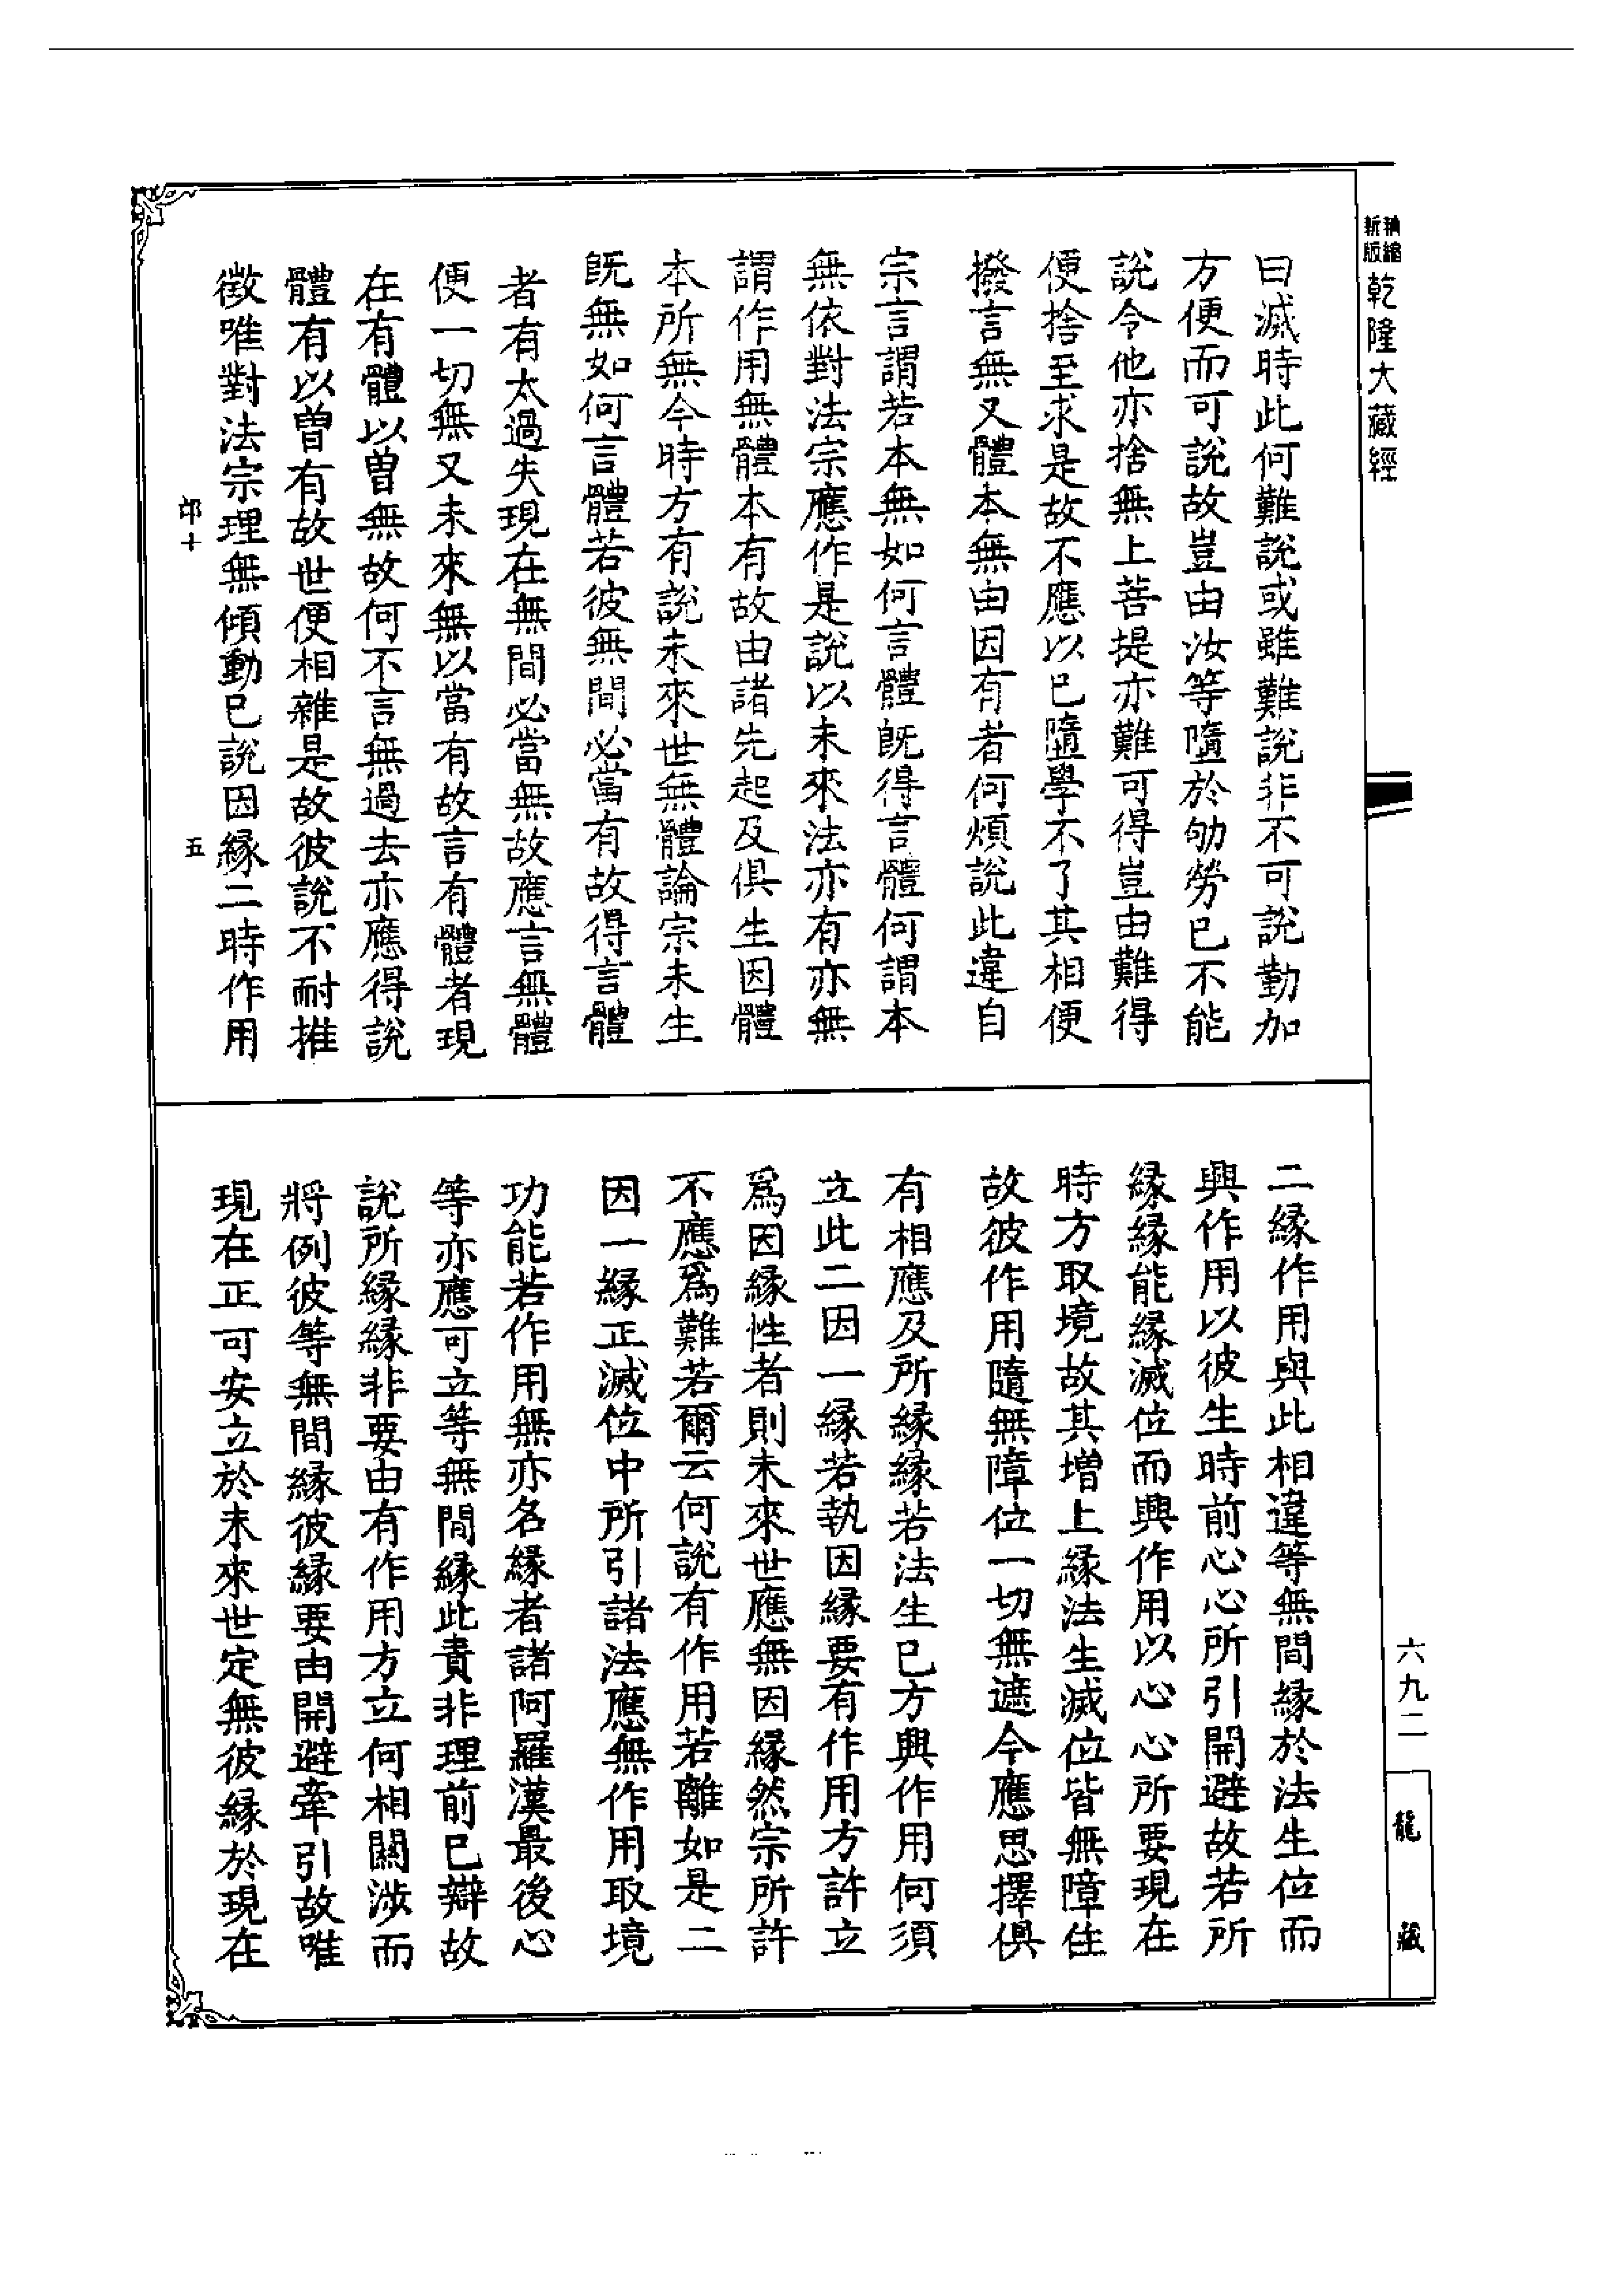 精縮
新版
乾隆大藏經
曰滅時此何難說或雖難說非不可說勤加
方便而可說故豈由汝等墮於劬勞已不能
說令他亦捨無上菩提亦難可得豈由難得
便捨至求是故不應以已墮學不了其相便
撥言無又體本無由因有者何煩說此違自
宗言謂若本無如何言體旣得言體何謂本
無依對法宗應作是說以未來法亦有亦無
謂作用無體本有故由諸先起及俱生因體
本所無今時方有說未來世無體論宗未生
旣無如何言體若彼無間必當有故得言體
者有太過失現在無間必當無故應言無體
便一切無又未來無以當有故言有體者現
在有體以曾無故何不言無過去亦應得說
體有以曾有故世便相雜是故彼說不耐推
徵唯對法宗理無傾動已說因緣二時作用
卭十
五
二緣作用與此相違等無間緣於法生位而
興作用以彼生時前心心所引開避故若所
緣緣能緣滅位而興作用以心心所要現在
時方取境故其增上緣法生滅位皆無障住
故彼作用隨無障位一切無遮今應思擇俱
有相應及所緣緣若法生已方興作用何須
立此二因一緣若執因緣要有作用方許立
爲因緣性者則未來世應無因緣然宗所許
不應爲難若爾云何說有作用若離如是二
因一緣正滅位中所引諸法應無作用取境
功能若作用無亦名緣者諸阿羅漢最後心
等亦應可立等無間緣此責非理前已辯故
說所緣緣非要由有作用方立何相關涉而
將例彼等無間緣彼緣要由開避牽引故唯
現在正可安立於未來世定無彼緣於現在
六九二
龍藏